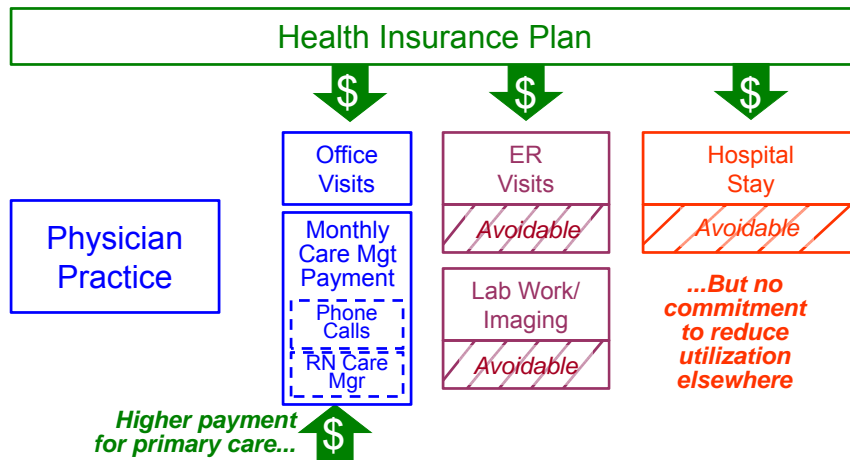 Health Insurance Plan
$
$
$
Office
Visits
ER
Visits
Avoidable
Hospital
Stay
Avoidable
Physician
Practice
Monthly
Care Mgt
Payment
Phone
Calls
RN Care
Mgr
Lab Work/
Imaging
Avoidable
...But no
commitment
to reduce
utilization
elsewhere
Higher payment
for primary care...
$